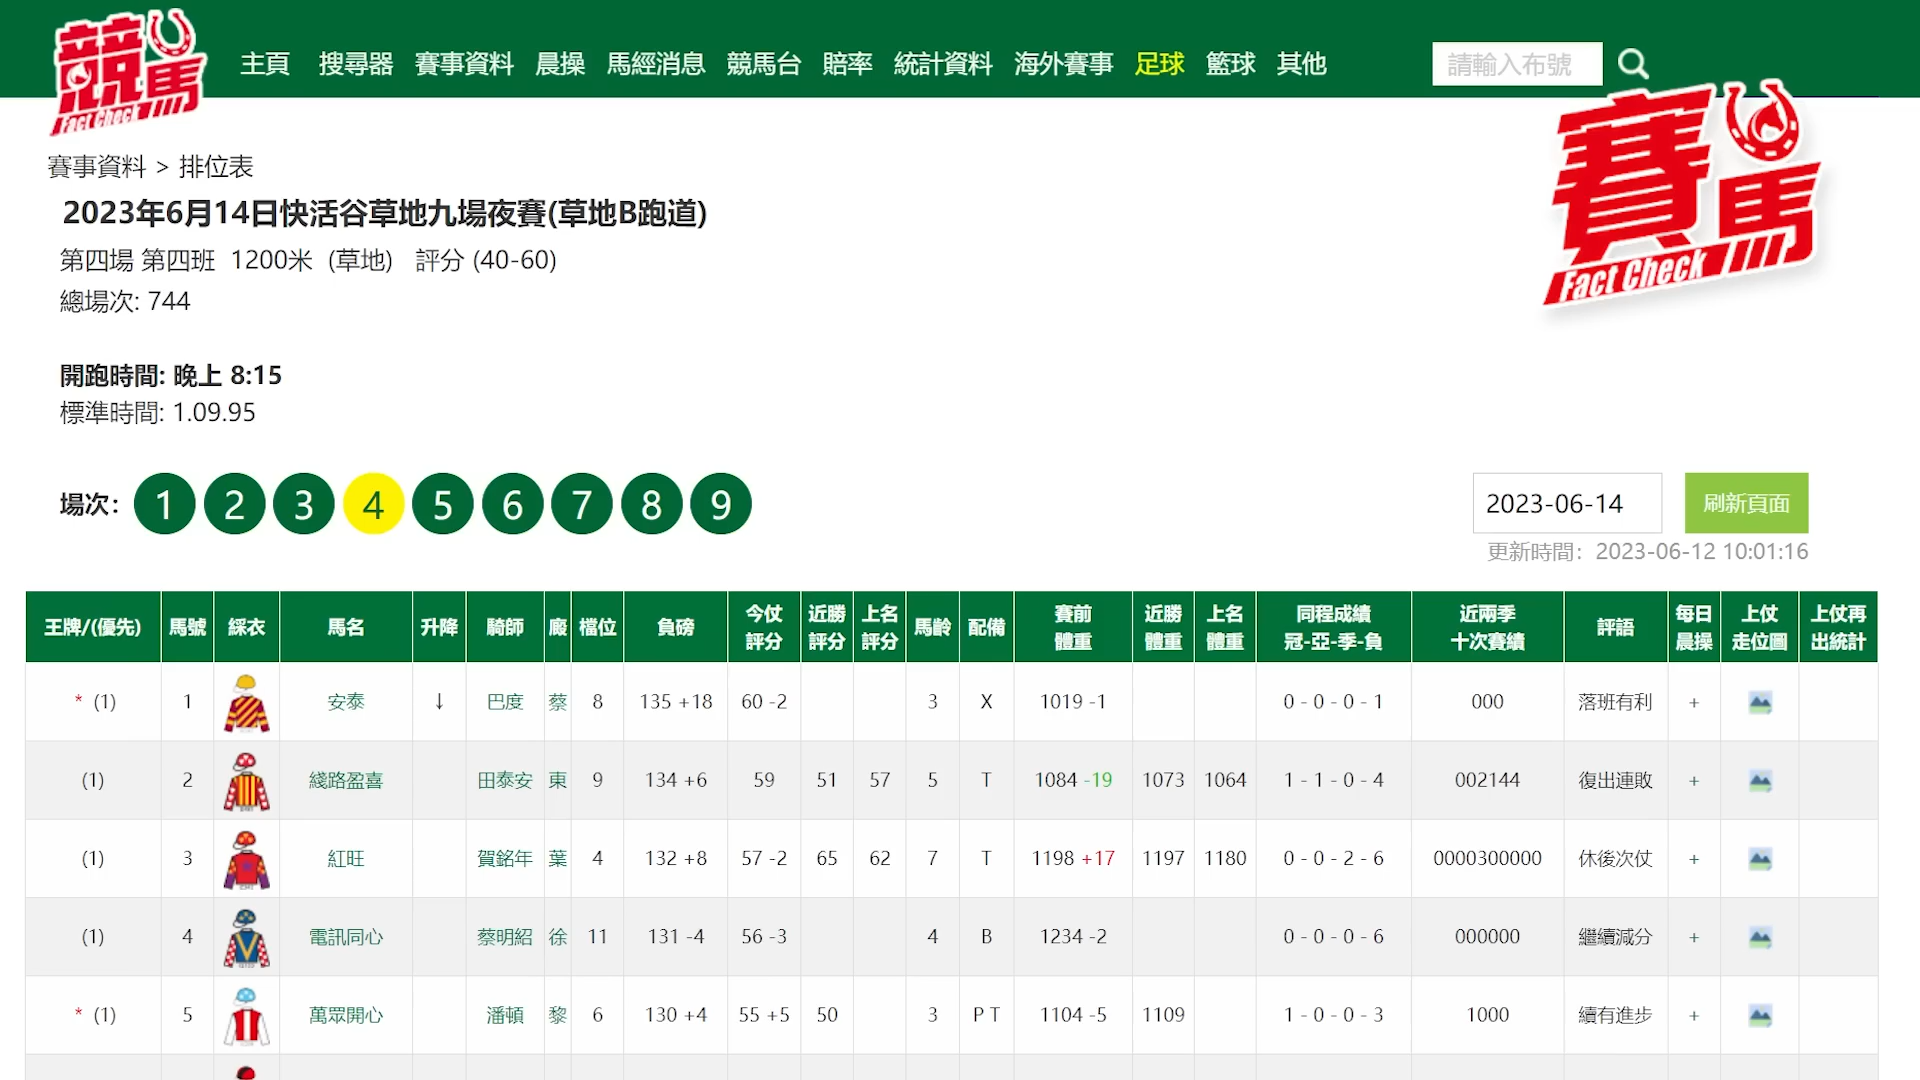 競馬
Fact Check
主頁 搜尋器 賽事資料 晨操 馬經消息 競馬台 賠率 統計資料 海外賽事 足球 籃球 其他 請輸入布號
賽馬
Fact Check
賽事資料 > 排位表
2023年6月14日快活谷草地九場夜賽(草地B跑道)
第四場 第四班 1200米 (草地) 評分 (40-60)
總場次: 744
開跑時間: 晚上 8:15
標準時間: 1.09.95
場次: 1 2 3 4 5 6 7 8 9 2023-06-14 刷新頁面
更新時間: 2023-06-12 10:01:16
王牌/(優先) 馬號 綵衣 馬名 升降 騎師 廄 檔位 負磅 今仗評分 近勝評分 上名評分 馬齡 配備 賽前體重 近勝體重 上名體重 同程成績冠-亞-季-負 近兩季十次賽績 評語 每日晨操 上仗走位圖 上仗再出統計
* (1) 1 安泰 ↓ 巴度 蔡 8 135 +18 60 -2 3 X 1019 -1 0 - 0 - 0 - 1 000 落班有利 +
(1) 2 綫路盈喜 田泰安 東 9 134 +6 59 51 57 5 T 1084 -19 1073 1064 1 - 1 - 0 - 4 002144 復出連敗 +
(1) 3 紅旺 賀銘年 葉 4 132 +8 57 -2 65 62 7 T 1198 +17 1197 1180 0 - 0 - 2 - 6 0000300000 休後次仗 +
(1) 4 電訊同心 蔡明紹 徐 11 131 -4 56 -3 4 B 1234 -2 0 - 0 - 0 - 6 000000 繼續減分 +
* (1) 5 萬眾開心 潘頓 黎 6 130 +4 55 +5 50 3 P T 1104 -5 1109 1 - 0 - 0 - 3 1000 續有進步 +